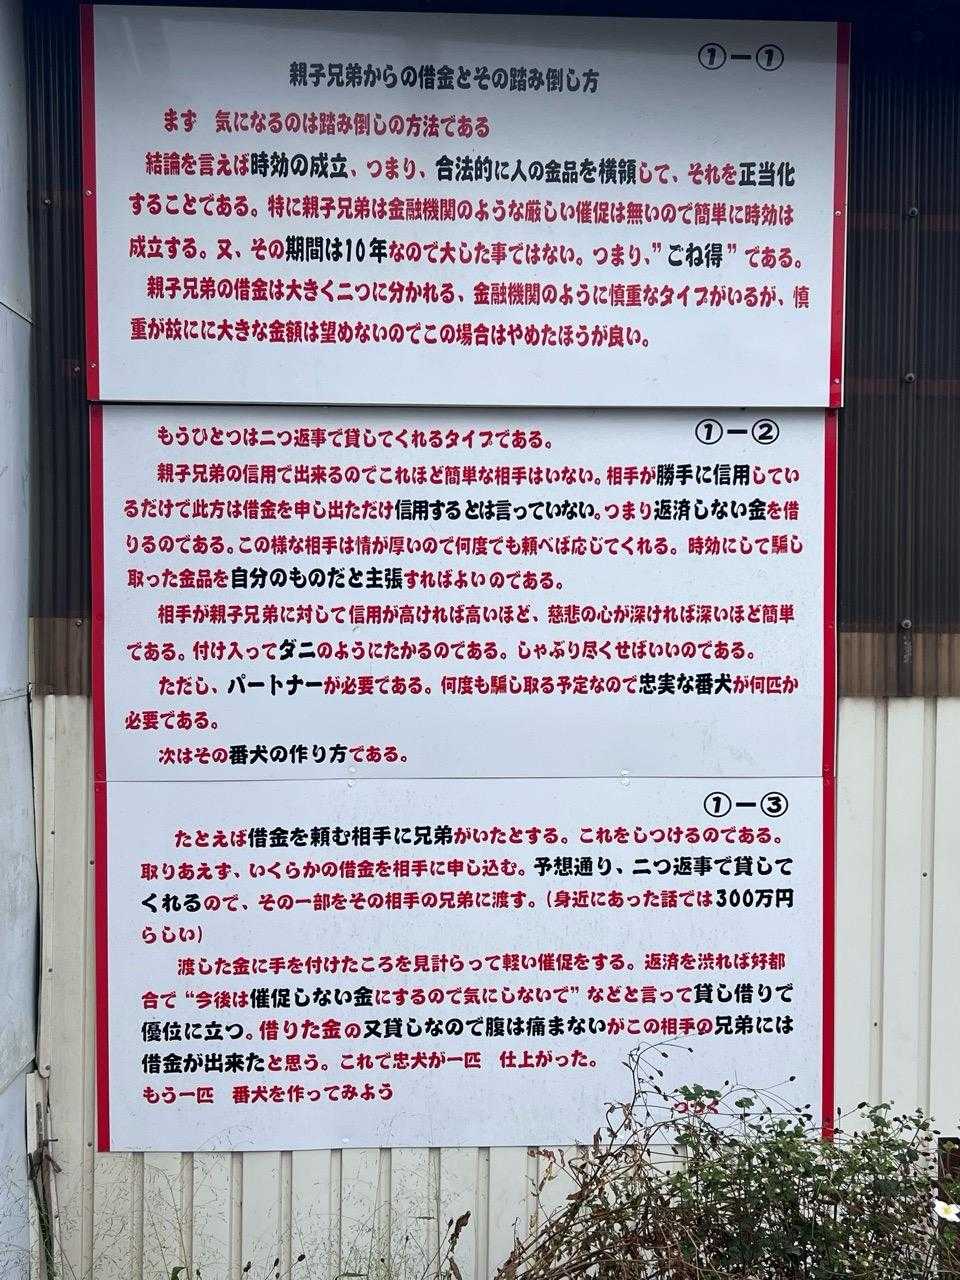 ①ー①
親子兄弟からの借金とその踏み倒し方
まず　気になるのは踏み倒しの方法である
結論を言えば時効の成立、つまり、合法的に人の金品を横領して、それを正当化
することである。特に親子兄弟は金融機関のような厳しい催促は無いので簡単に時効は
成立する。又、その期間は10年なので大した事ではない。つまり、”ごね得”である。
親子兄弟の借金は大きく二つに分かれる、金融機関のように慎重なタイプがいるが、慎
重が故にに大きな金額は望めないのでこの場合はやめたほうが良い。
①ー②
もうひとつは二つ返事で貸してくれるタイプである。
親子兄弟の信用で出来るのでこれほど簡単な相手はいない。相手が勝手に信用してい
るだけで此方は借金を申し出ただけ信用するとは言っていない。つまり返済しない金を借
りるのである。この様な相手は情が厚いので何度でも頼べば応じてくれる。時効にして騙し
取った金品を自分のものだと主張すればよいのである。
相手が親子兄弟に対して信用が高ければ高いほど、慈悲の心が深ければ深いほど簡単
である。付け入ってダニのようにたかるのである。しゃぶり尽くせばいいのである。
ただし、パートナーが必要である。何度も騙し取る予定なので忠実な番犬が何匹か
必要である。
次はその番犬の作り方である。
①ー③
たとえば借金を頼む相手に兄弟がいたとする。これをしつけるのである。
取りあえず、いくらかの借金を相手に申し込む。予想通り、二つ返事で貸して
くれるので、その一部をその相手の兄弟に渡す。(身近にあった話では300万円
らしい)
渡した金に手を付けたころを見計らって軽い催促をする。返済を渋れば好都
合で“今後は催促しない金にするので気にしないで”などと言って貸し借りで
優位に立つ。借りた金の又貸しなので腹は痛まないがこの相手の兄弟には
借金が出来たと思う。これで忠犬が一匹　仕上がった。
もう一匹　番犬を作ってみよう
つづく